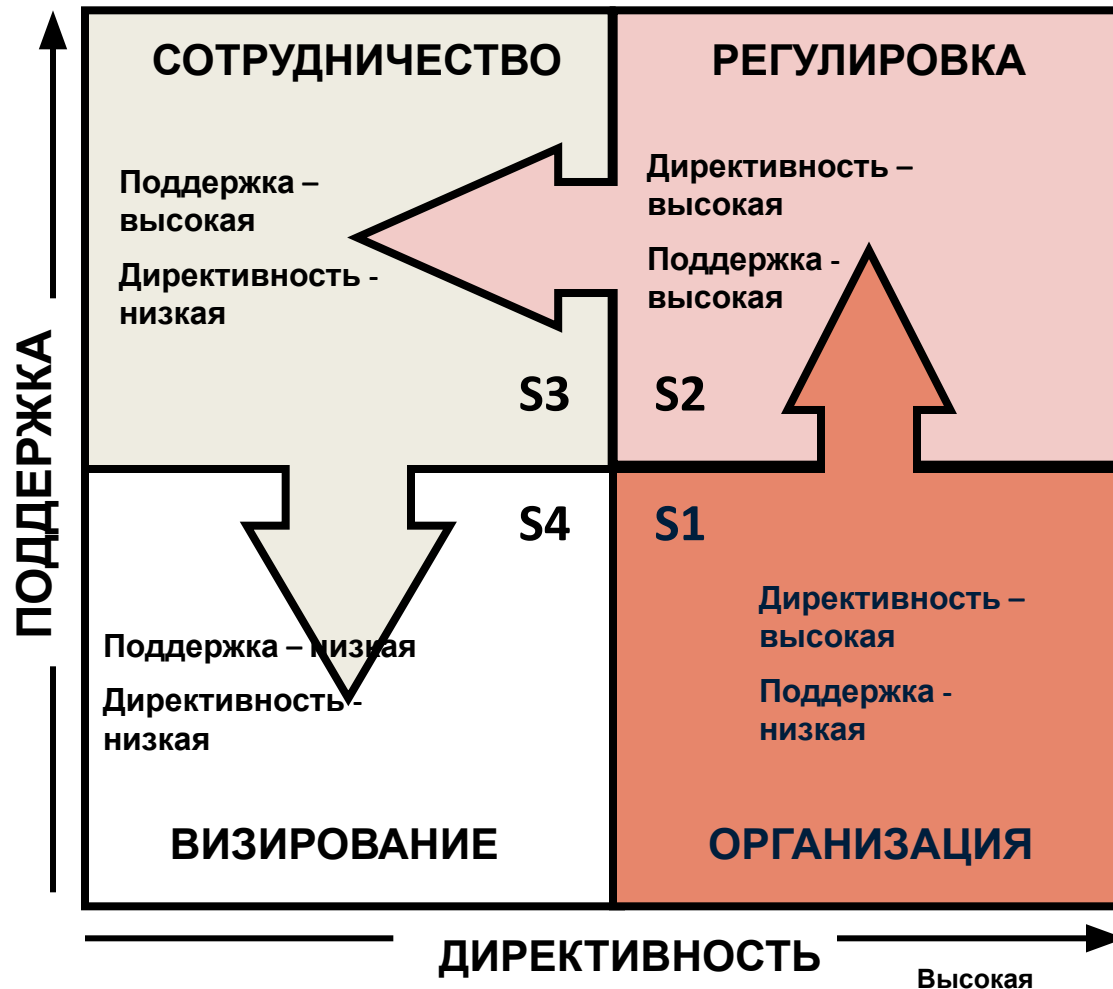 СОТРУДНИЧЕСТВО
Поддержка –
высокая
Директивность -
низкая
S3
РЕГУЛИРОВКА
Директивность –
высокая
Поддержка -
высокая
S2
S4
Поддержка – низкая
Директивность-
низкая
ВИЗИРОВАНИЕ
S1
Директивность –
высокая
Поддержка -
низкая
ОРГАНИЗАЦИЯ
ПОДДЕРЖКА
ДИРЕКТИВНОСТЬ
Высокая